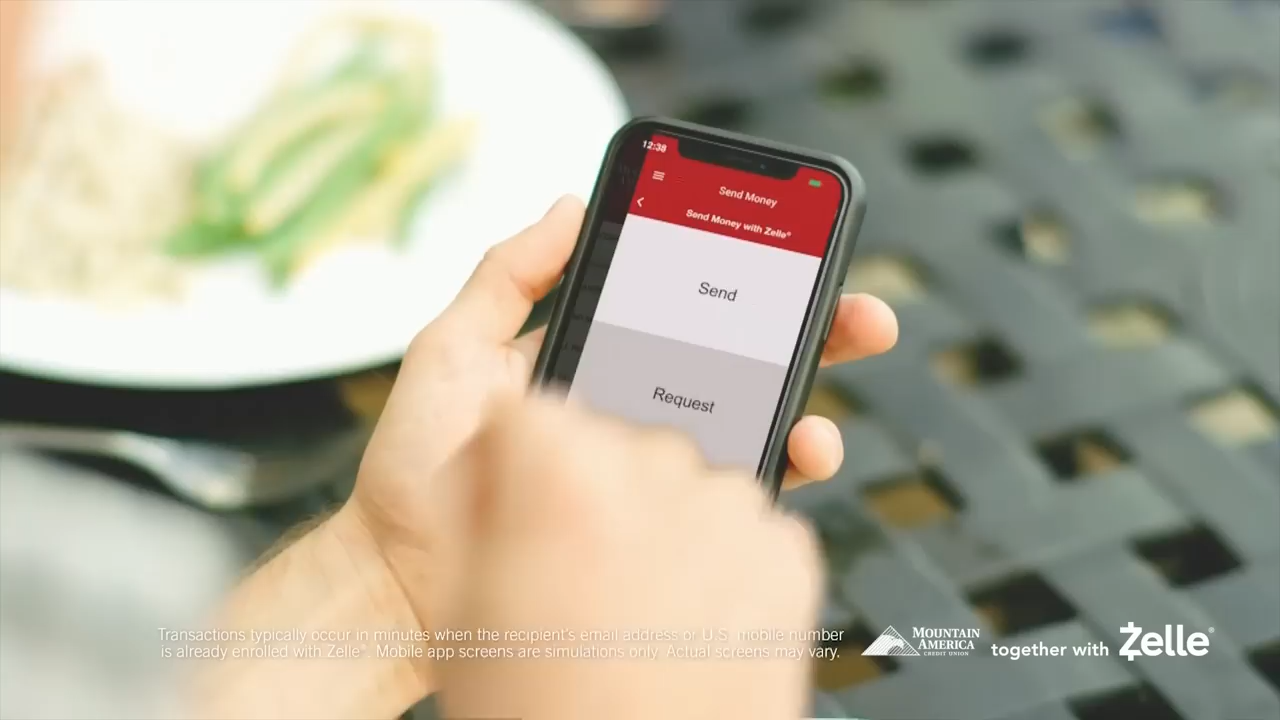 12:38
Send Money
Send Money with Zelle®
Send
Request
Transactions typically occur in minutes when the recipient's email address or U.S. mobile number
is already enrolled with Zelle®. Mobile app screens are simulations only. Actual screens may vary.
MOUNTAIN
AMERICA
CREDIT UNION
together with Zelle®